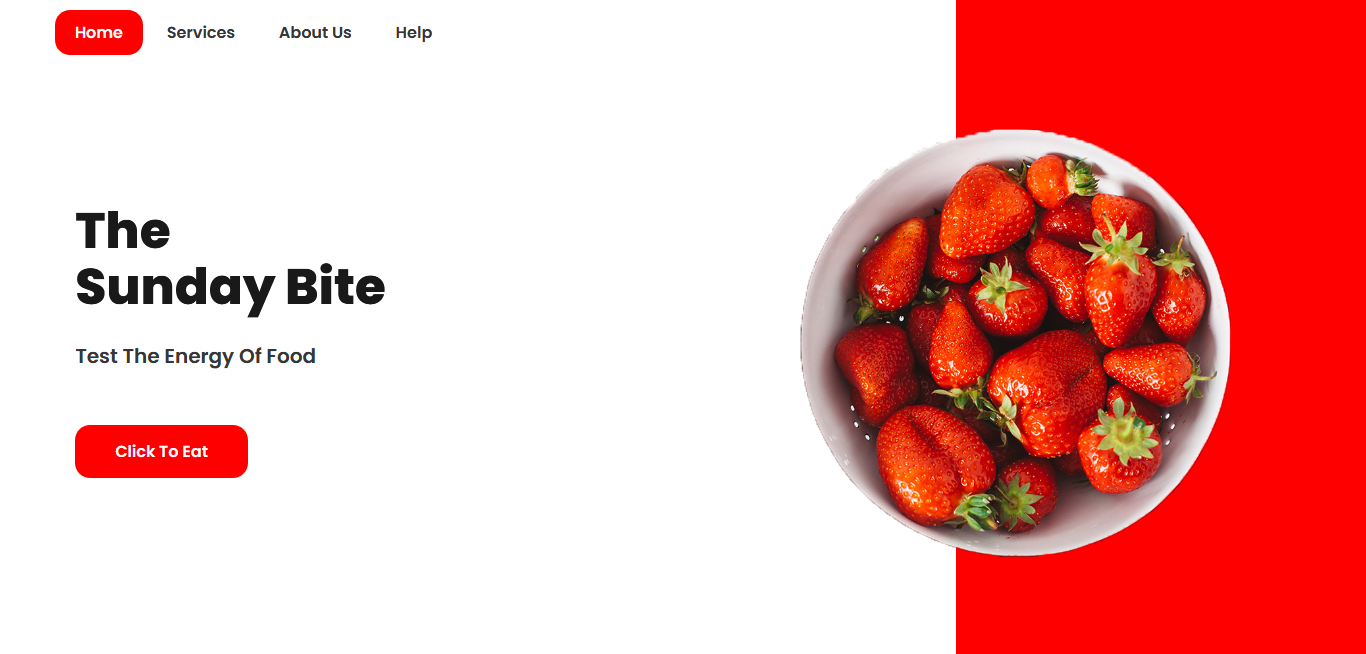 Home Services About Us Help
The
Sunday Bite
Test The Energy Of Food
Click To Eat